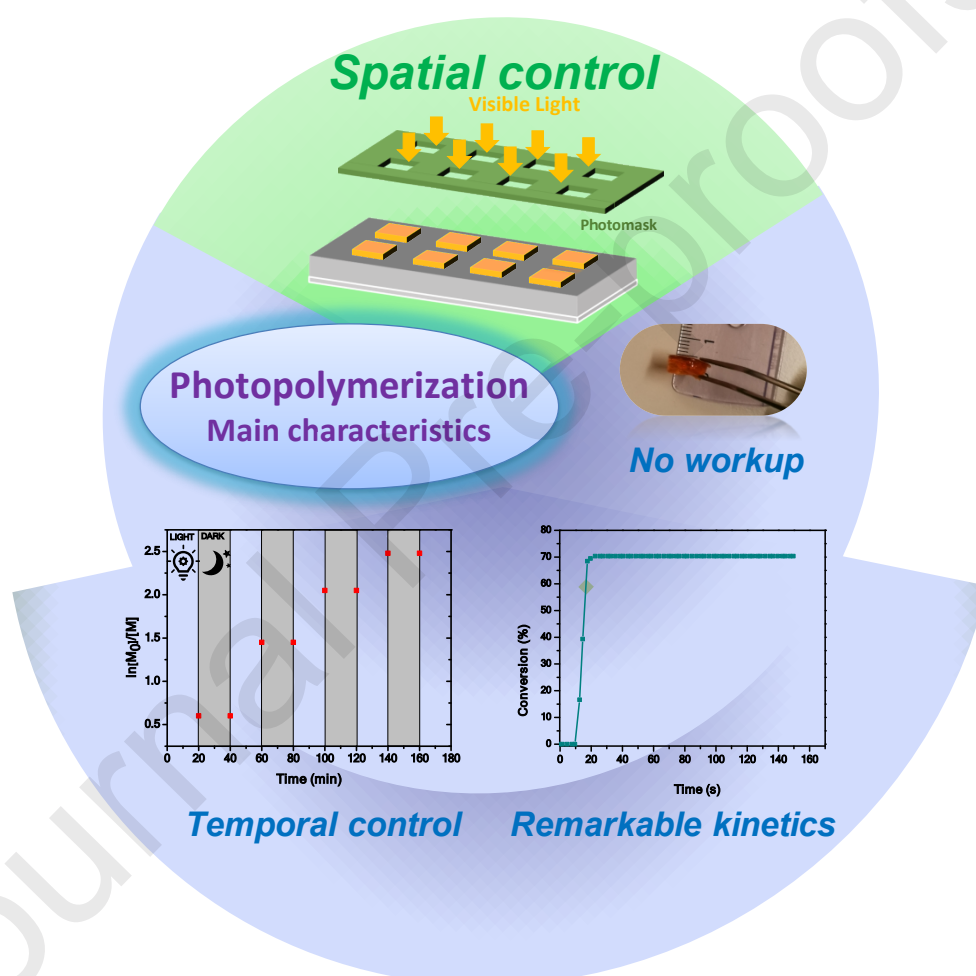 Spatial control
Visible Light
Photomask
Photopolymerization
Main characteristics
No workup
LIGHT DARK
ln[M₀]/[M]
2.5
2.0
1.5
1.0
0.5
0 20 40 60 80 100 120 140 160 180
Time (min)
Temporal control
Conversion (%)
80
70
60
50
40
30
20
10
0
0 20 40 60 80 100 120 140 160
Time (s)
Remarkable kinetics
Journal Pre-proofs